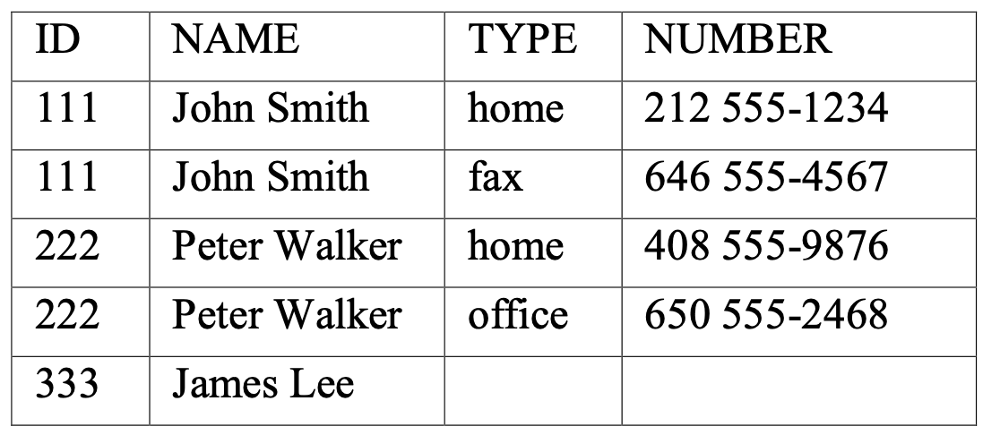 ID NAME TYPE NUMBER
111 John Smith home 212 555-1234
111 John Smith fax 646 555-4567
222 Peter Walker home 408 555-9876
222 Peter Walker office 650 555-2468
333 James Lee